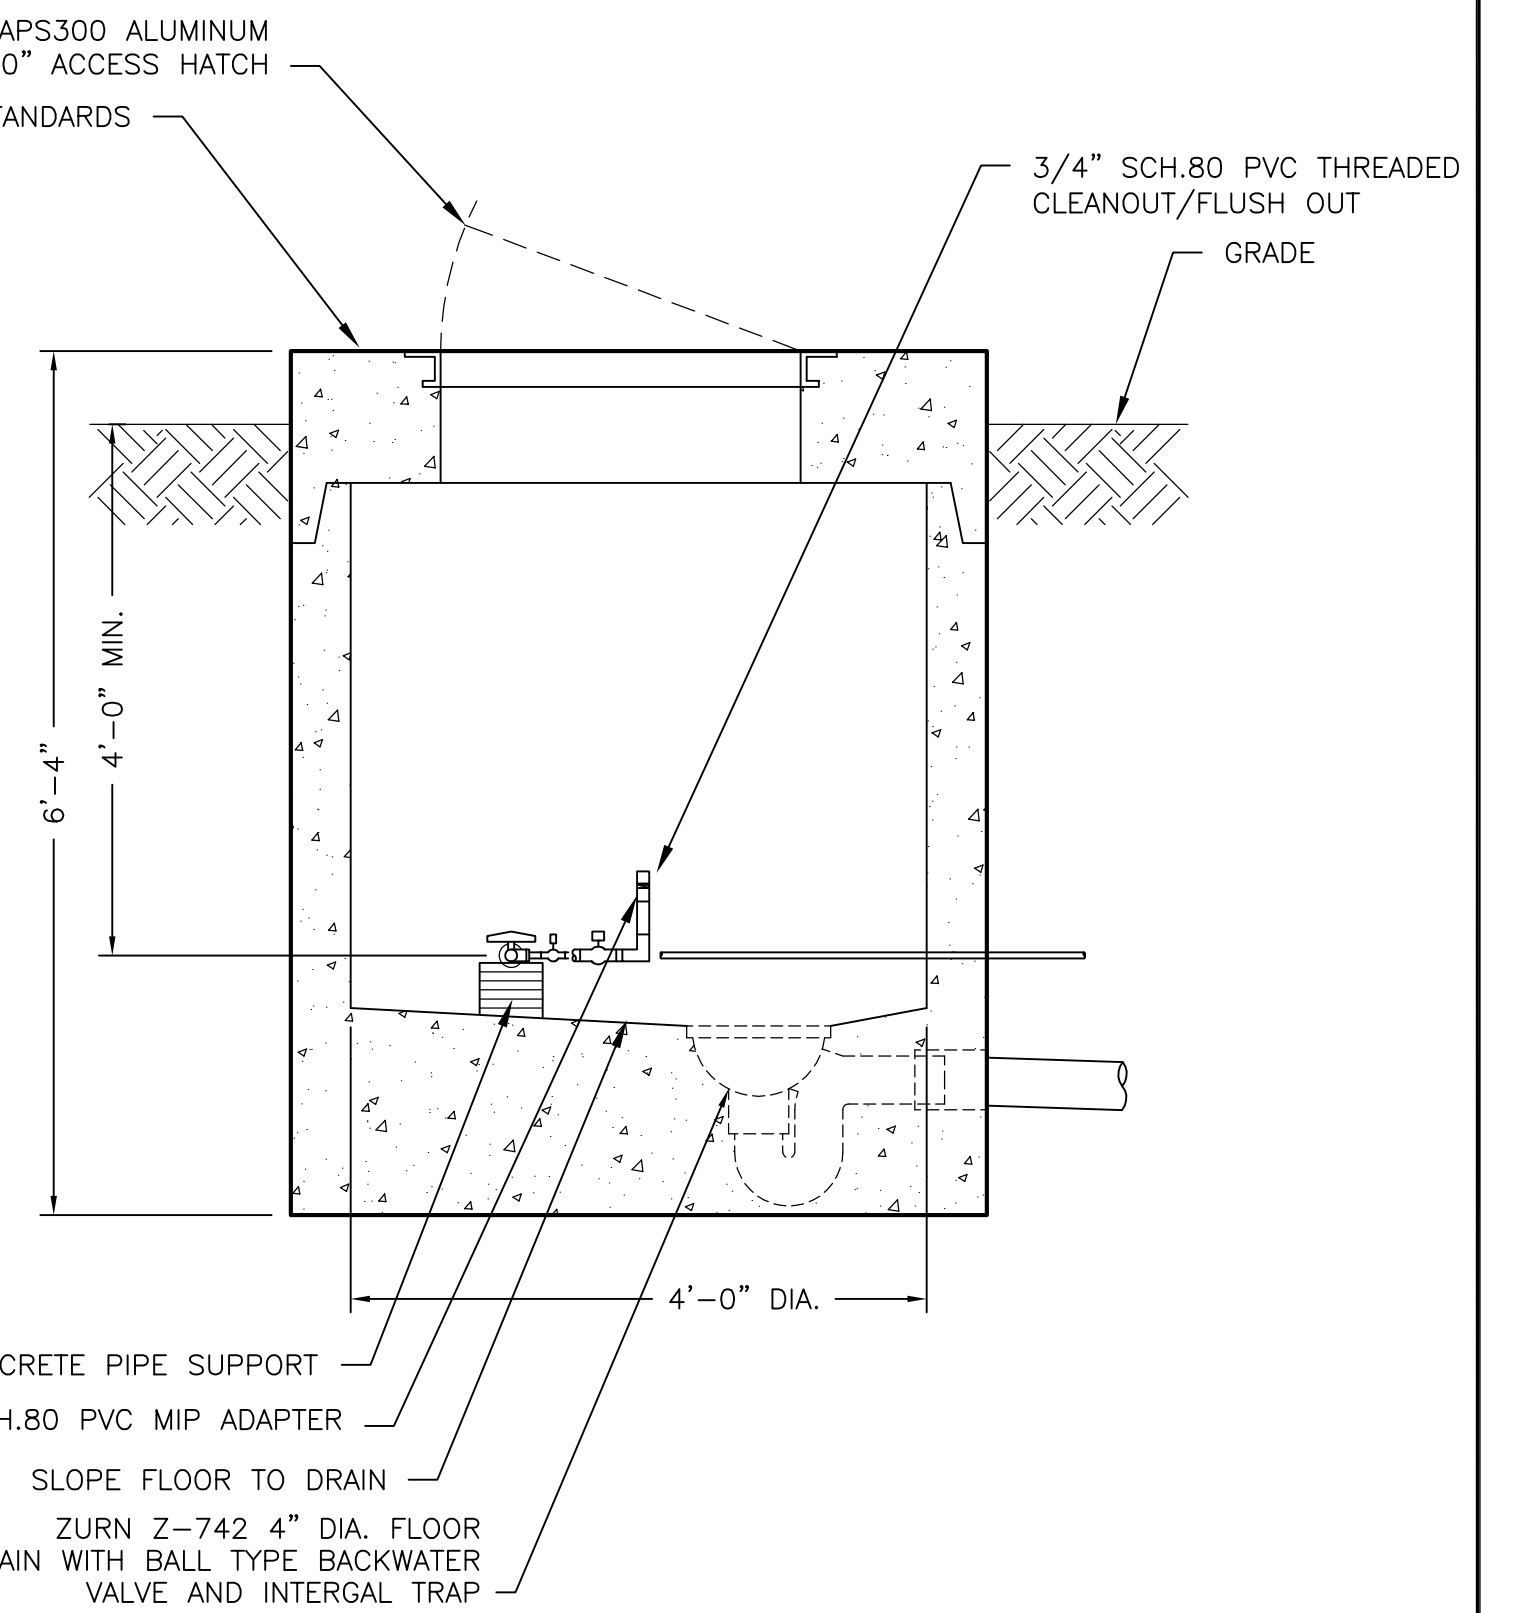 APS300 ALUMINUM
0” ACCESS HATCH
TANDARDS
3/4” SCH.80 PVC THREADED
CLEANOUT/FLUSH OUT
GRADE
4'-0” MIN.
6'-4”
4'-0” DIA.
CRETE PIPE SUPPORT
H.80 PVC MIP ADAPTER
SLOPE FLOOR TO DRAIN
ZURN Z-742 4” DIA. FLOOR
AIN WITH BALL TYPE BACKWATER
VALVE AND INTERGAL TRAP